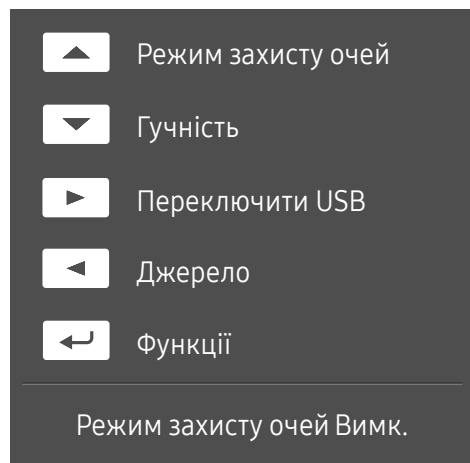 Режим захисту очей
Гучність
Переключити USB
Джерело
Функції
Режим захисту очей Вимк.